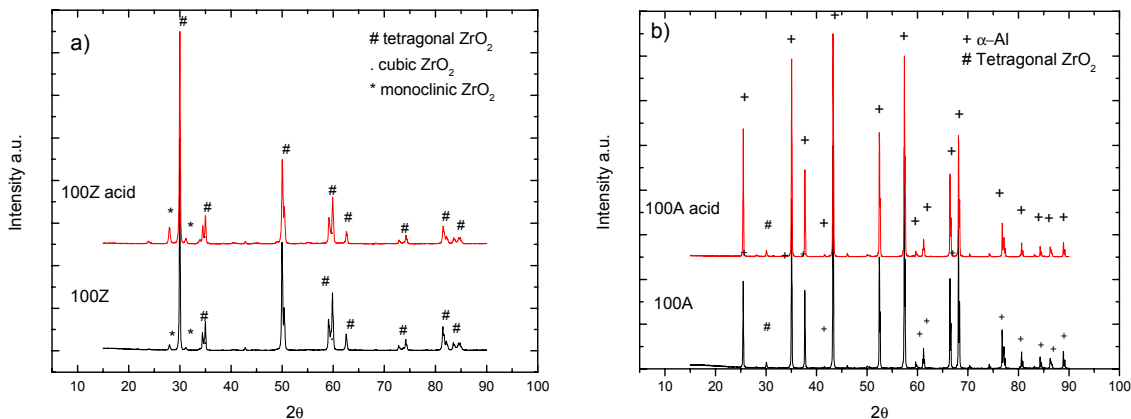 a)
# tetragonal ZrO2
. cubic ZrO2
* monoclinic ZrO2
#
100Z acid
* # * # # # # # # #
100Z
* * # # # # # # #
Intensity a.u.
10 20 30 40 50 60 70 80 90 100
2θ
b)
+ α-Al
# Tetragonal ZrO2
+ + + + + + + + +
100A acid
# + + + + + + + +
+ + + +
100A
# + + + + + + + +
Intensity a.u.
10 20 30 40 50 60 70 80 90 100
2θ